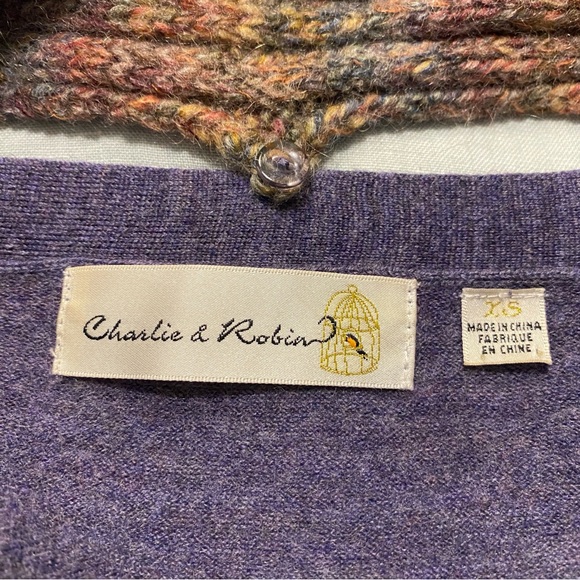 Charlie & Robin
XS
MADE IN CHINA
FABRIQUE
EN CHINE